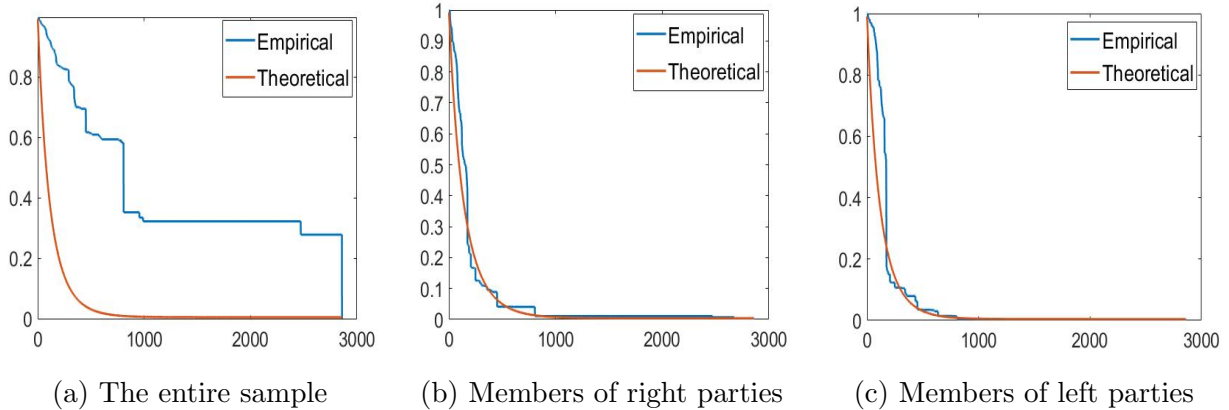 Empirical
Theoretical
0.8
0.6
0.4
0.2
0
0 1000 2000 3000
(a) The entire sample
1
0.9
0.8
0.7
0.6
0.5
0.4
0.3
0.2
0.1
0
Empirical
Theoretical
0 1000 2000 3000
(b) Members of right parties
1
0.8
0.6
0.4
0.2
0
Empirical
Theoretical
0 1000 2000 3000
(c) Members of left parties